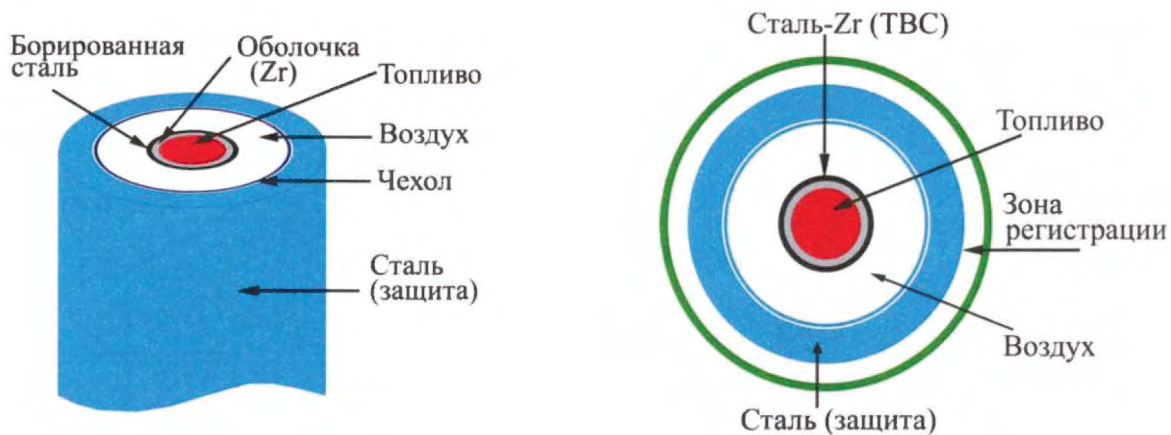 Борированная
сталь
Оболочка
(Zr)
Топливо
Воздух
Чехол
Сталь
(защита)
Сталь-Zr (ТВС)
Топливо
Зона
регистрации
Воздух
Сталь (защита)